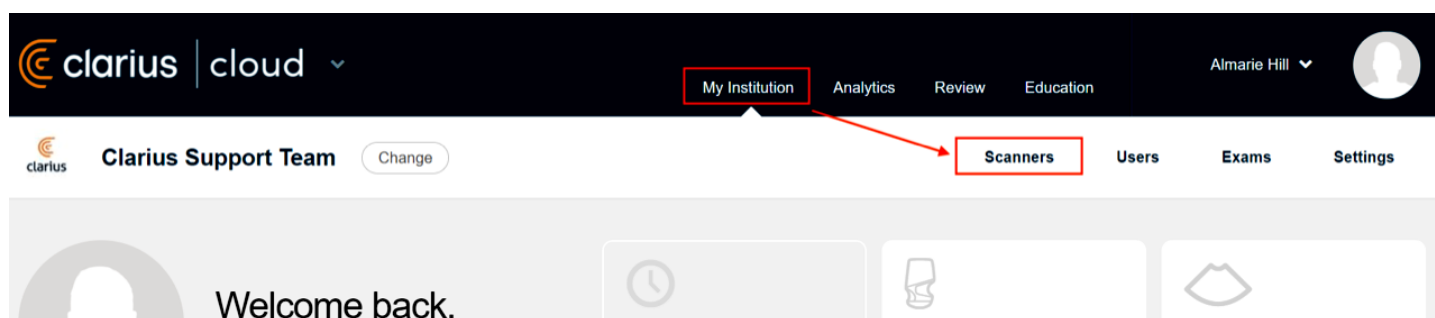 clarius cloud
Almarie Hill
My Institution Analytics Review Education
clarius
Clarius Support Team Change Scanners Users Exams Settings
Welcome back,